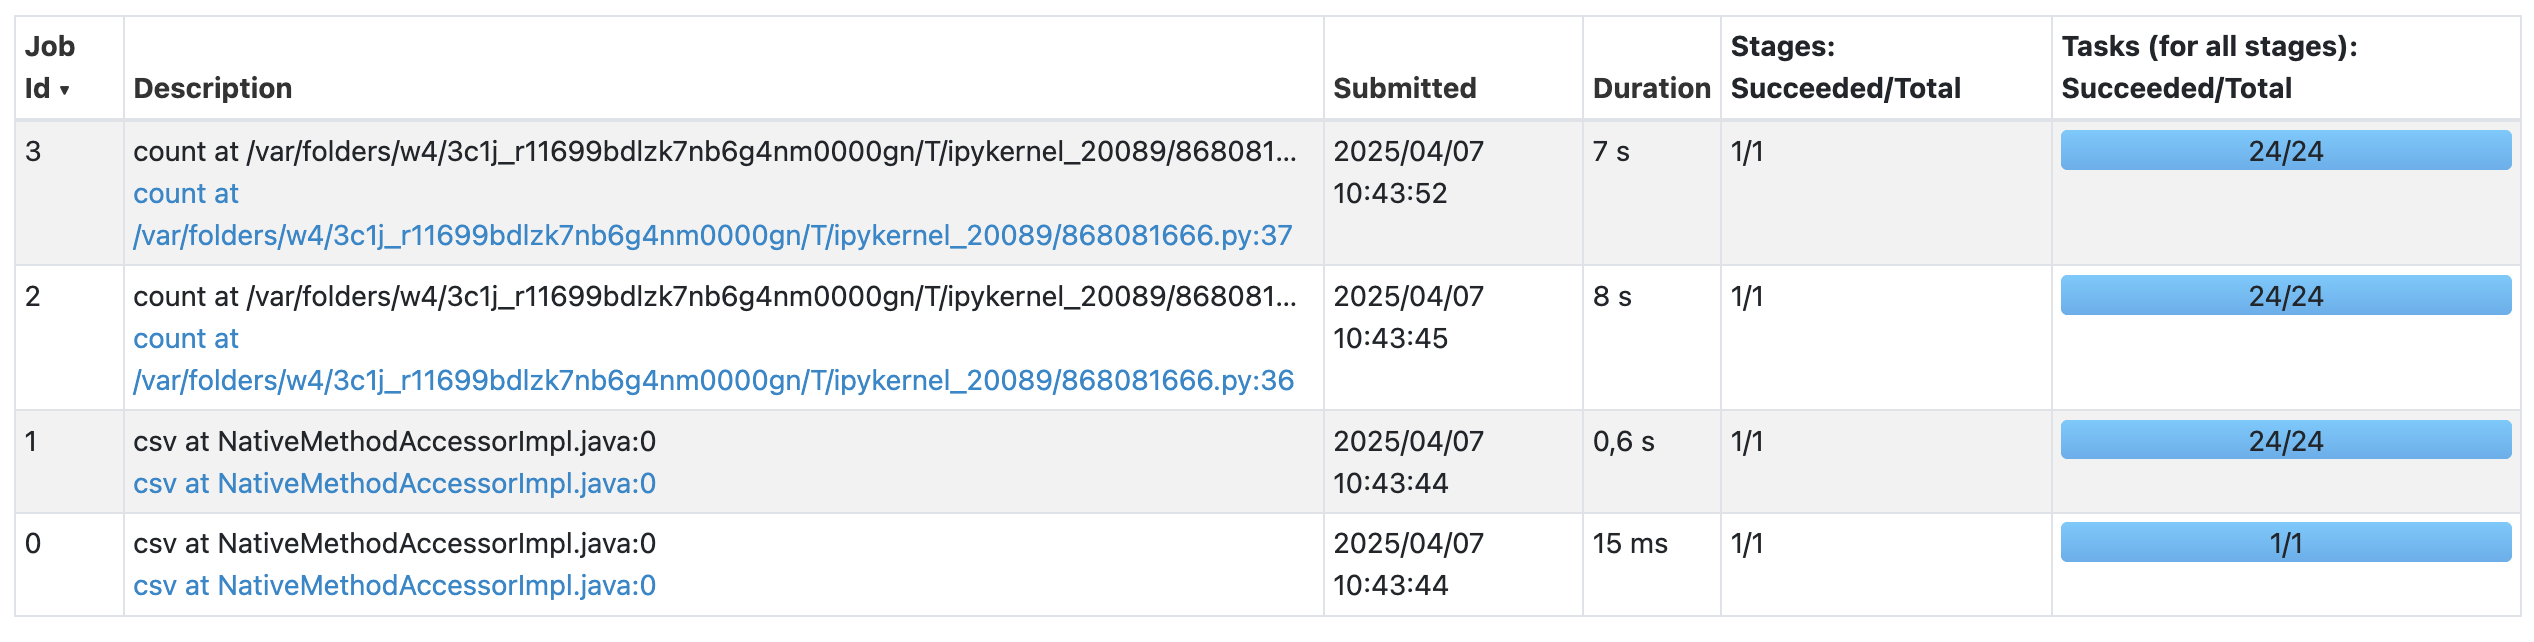 Job Id ▾ Description Submitted Duration Stages: Succeeded/Total Tasks (for all stages): Succeeded/Total
3 count at /var/folders/w4/3c1j_r11699bdlzk7nb6g4nm0000gn/T/ipykernel_20089/868081... 2025/04/07 7 s 1/1 24/24
count at 10:43:52
/var/folders/w4/3c1j_r11699bdlzk7nb6g4nm0000gn/T/ipykernel_20089/868081666.py:37
2 count at /var/folders/w4/3c1j_r11699bdlzk7nb6g4nm0000gn/T/ipykernel_20089/868081... 2025/04/07 8 s 1/1 24/24
count at 10:43:45
/var/folders/w4/3c1j_r11699bdlzk7nb6g4nm0000gn/T/ipykernel_20089/868081666.py:36
1 csv at NativeMethodAccessorImpl.java:0 2025/04/07 0,6 s 1/1 24/24
csv at NativeMethodAccessorImpl.java:0 10:43:44
0 csv at NativeMethodAccessorImpl.java:0 2025/04/07 15 ms 1/1 1/1
csv at NativeMethodAccessorImpl.java:0 10:43:44